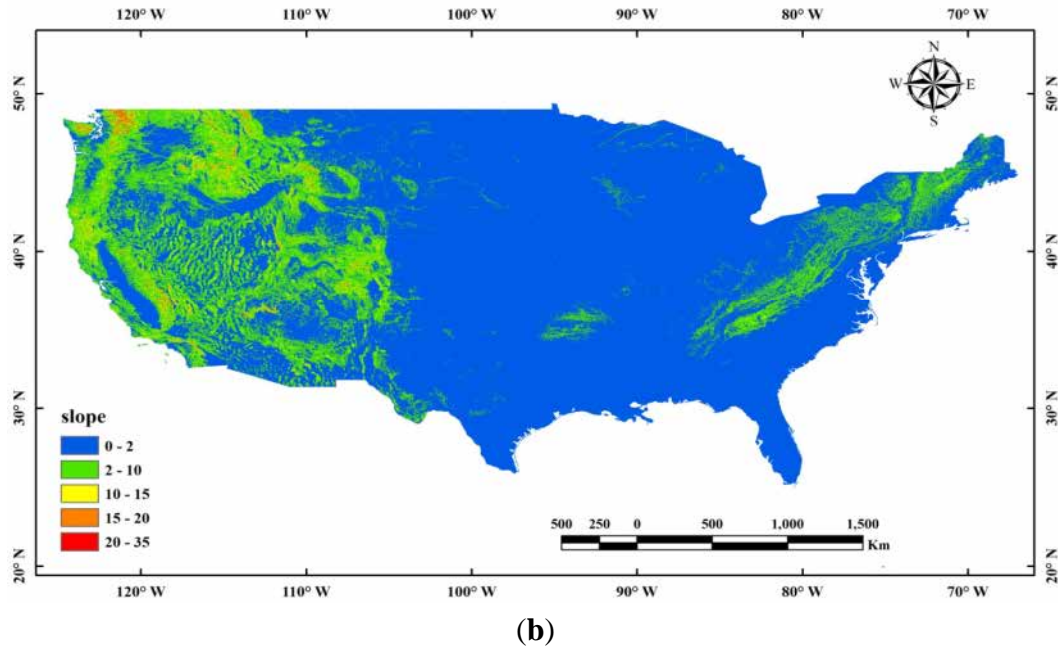 120° W 110° W 100° W 90° W 80° W 70° W
N
W E
S
50° N 50° N
40° N 40° N
30° N 30° N
20° N 20° N
slope
0 - 2
2 - 10
10 - 15
15 - 20
20 - 35
500 250 0 500 1,000 1,500
Km
120° W 110° W 100° W 90° W 80° W 70° W
(b)